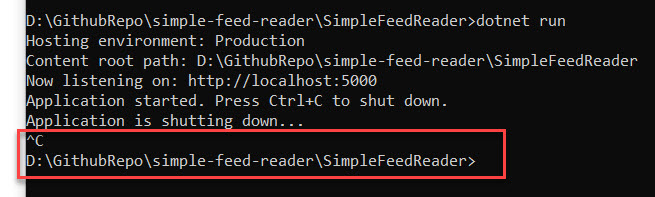 D:\GithubRepo\simple-feed-reader\SimpleFeedReader>dotnet run
Hosting environment: Production
Content root path: D:\GithubRepo\simple-feed-reader\SimpleFeedReader
Now listening on: http://localhost:5000
Application started. Press Ctrl+C to shut down.
Application is shutting down...
^C
D:\GithubRepo\simple-feed-reader\SimpleFeedReader>